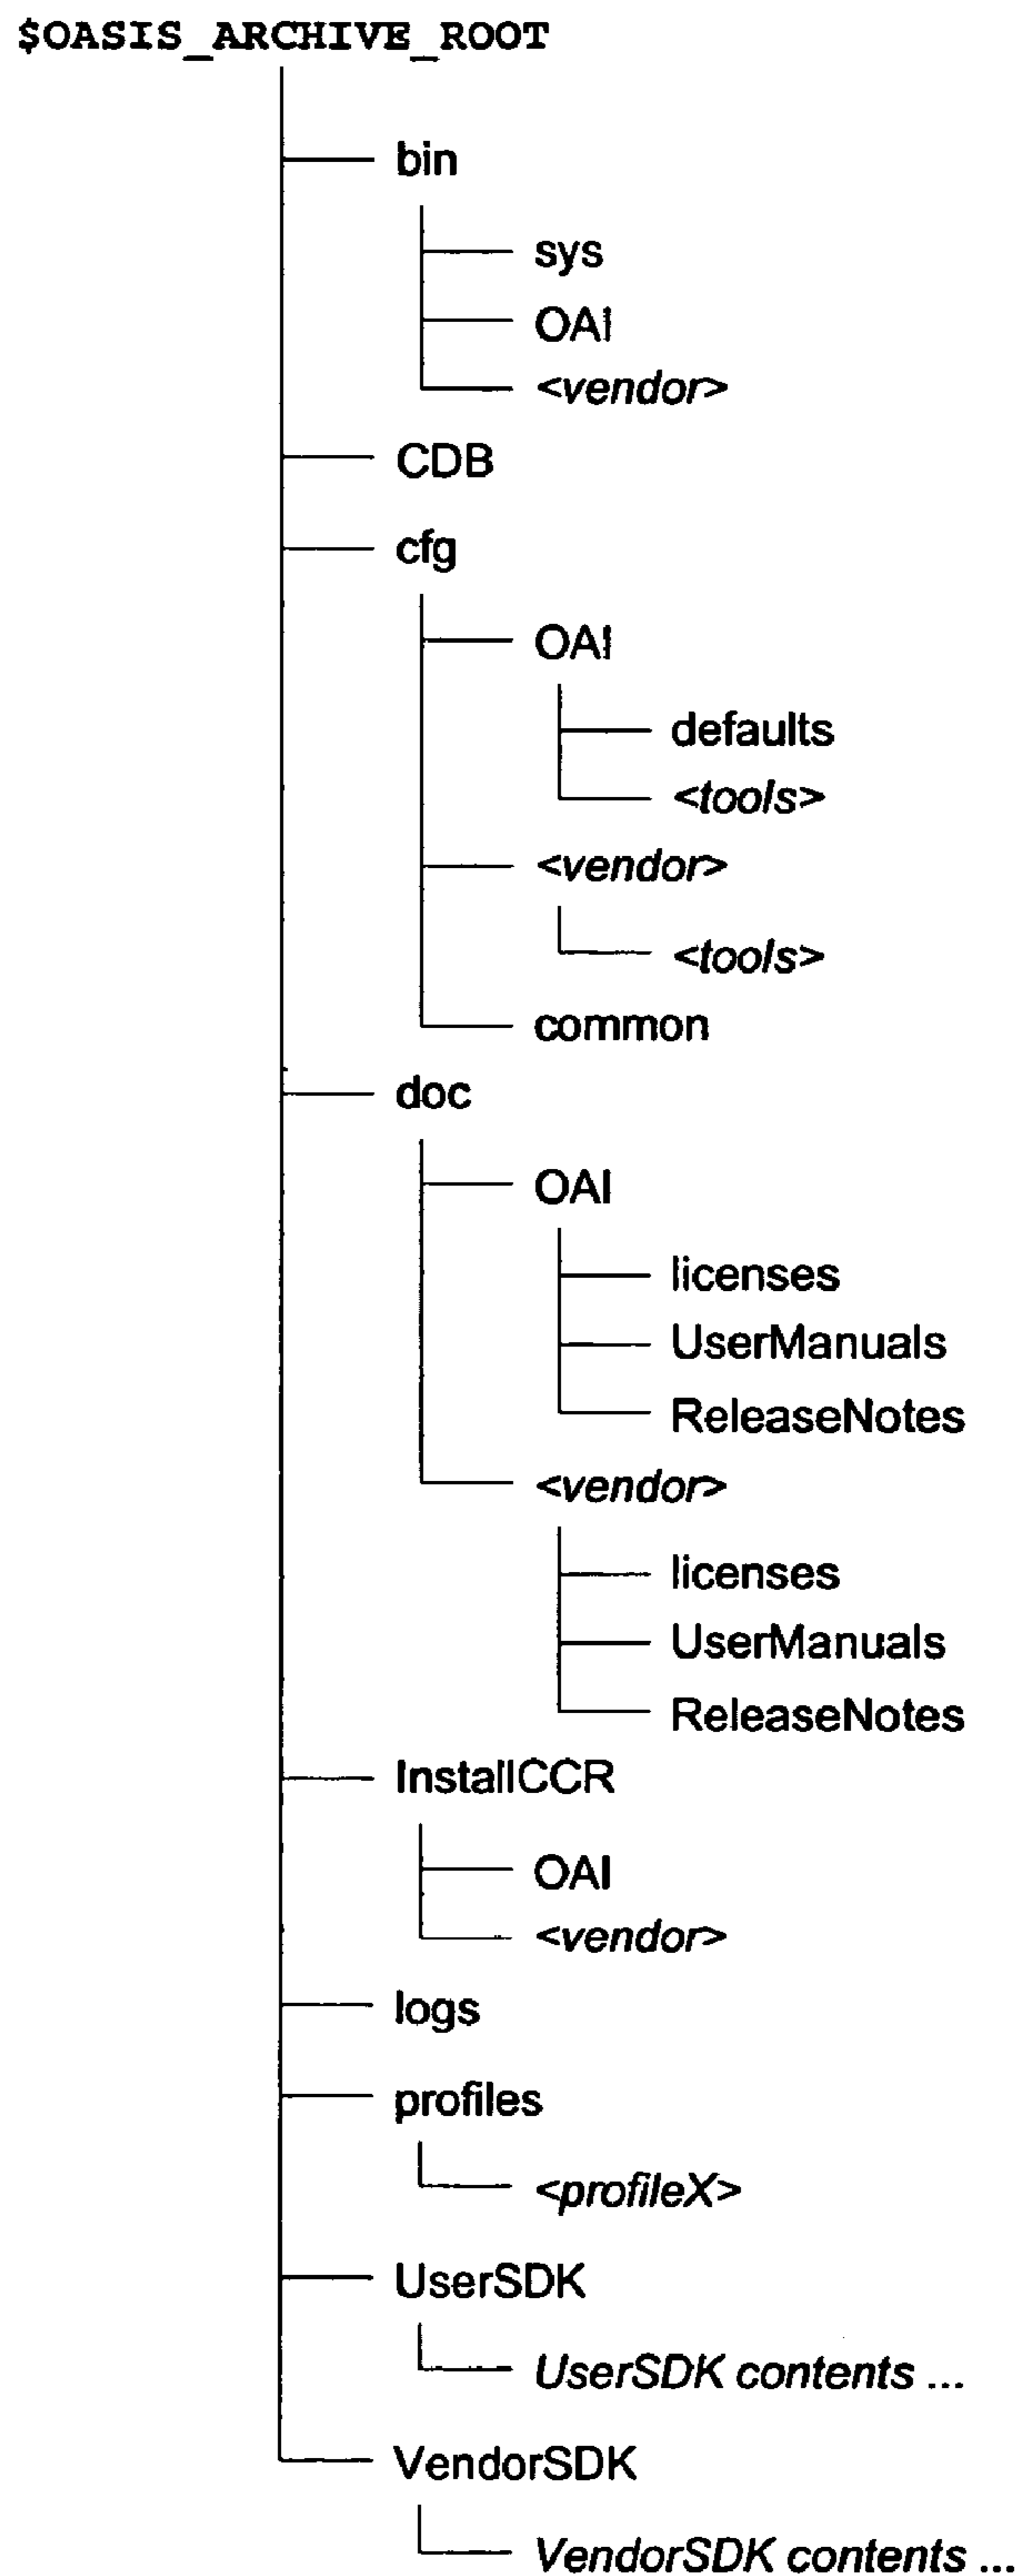 $OASIS_ARCHIVE_ROOT
bin
sys
OAI
<vendor>
CDB
cfg
OAI
defaults
<tools>
<vendor>
<tools>
common
doc
OAI
licenses
UserManuals
ReleaseNotes
<vendor>
licenses
UserManuals
ReleaseNotes
InstallCCR
OAI
<vendor>
logs
profiles
<profileX>
UserSDK
UserSDK contents ...
VendorSDK
VendorSDK contents ...